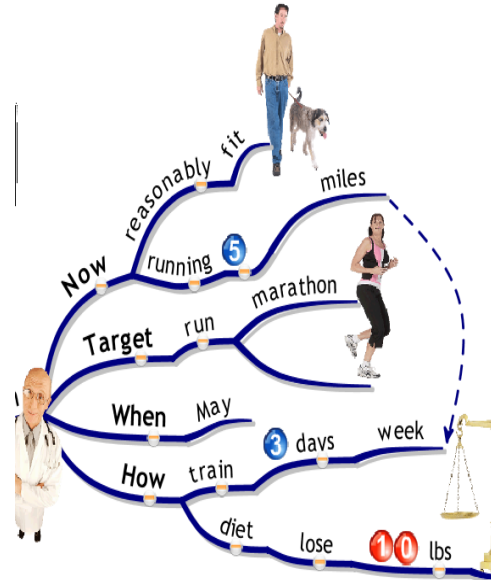 fit
reasonably
miles
Now
running 5
marathon
Target run
When May
How train 3 days week
diet lose 10 lbs